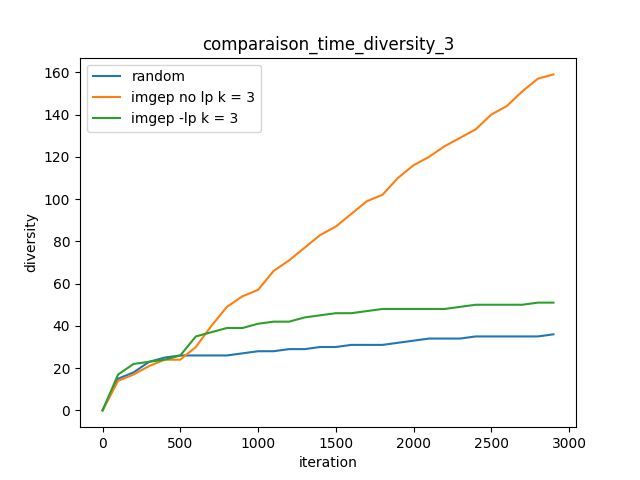 comparaison_time_diversity_3
random
imgep no lp k = 3
imgep -lp k = 3
160
140
120
100
80
60
40
20
0
diversity
0 500 1000 1500 2000 2500 3000
iteration